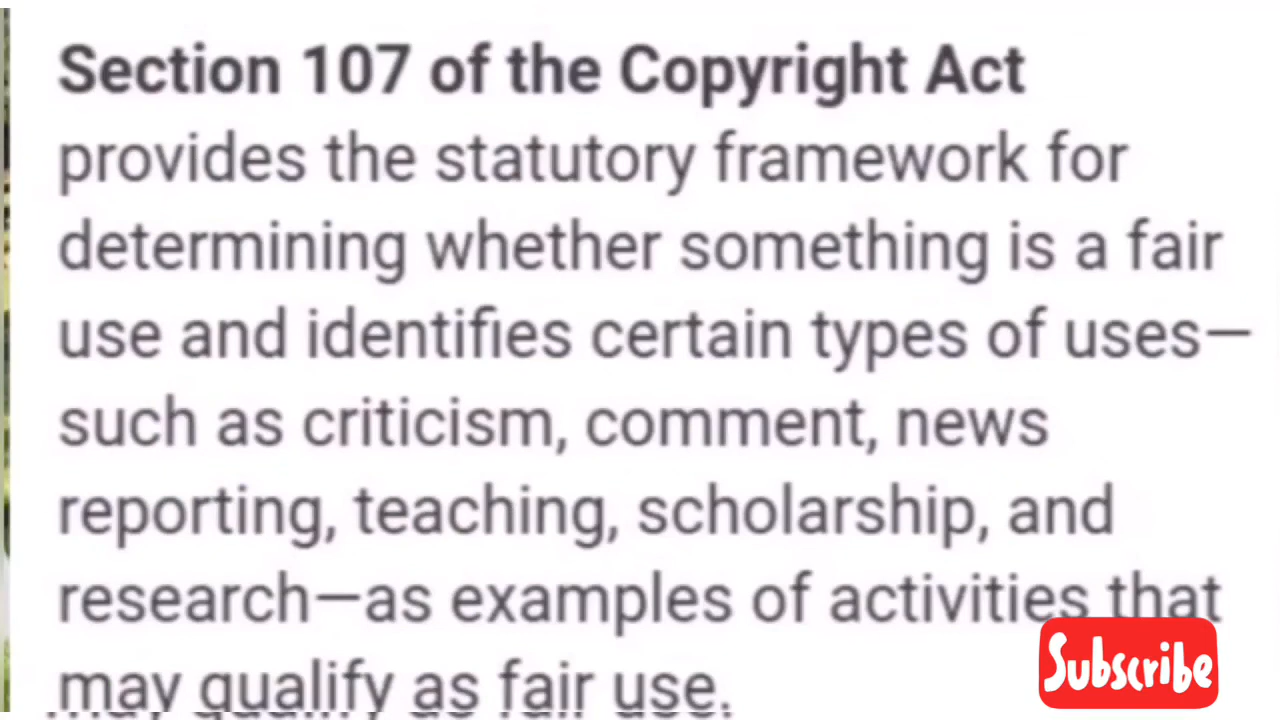 Section 107 of the Copyright Act
provides the statutory framework for
determining whether something is a fair
use and identifies certain types of uses—
such as criticism, comment, news
reporting, teaching, scholarship, and
research—as examples of activities that
may qualify as fair use.
Subscribe